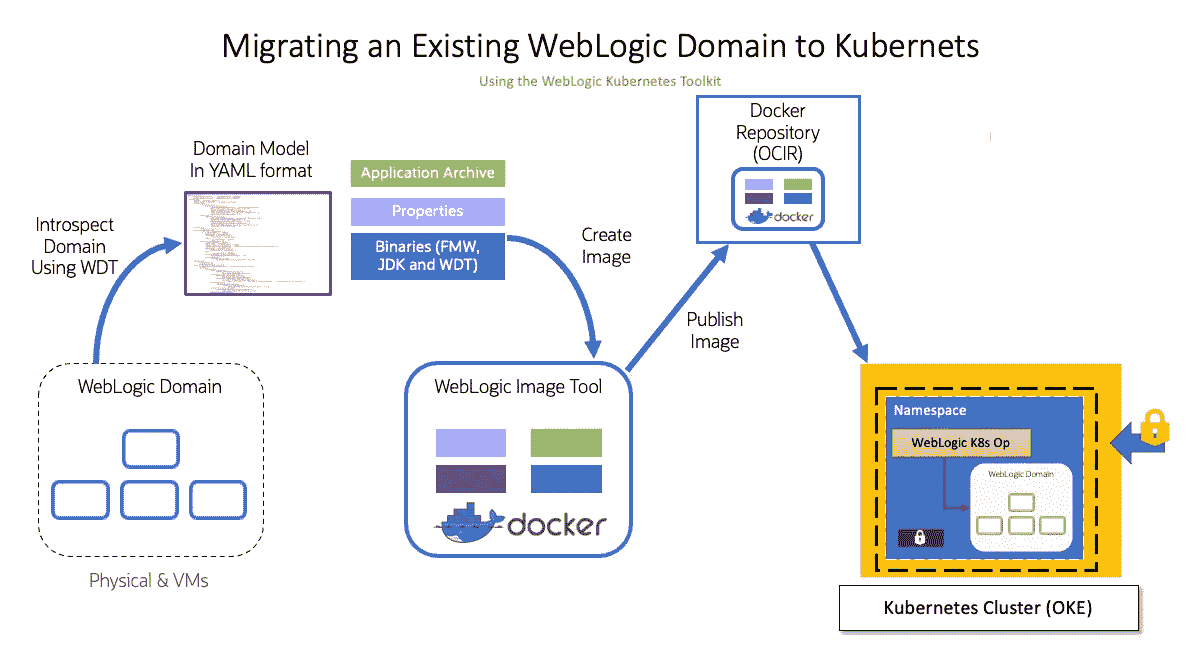 Migrating an Existing WebLogic Domain to Kubernets
Using the WebLogic Kubernetes Toolkit
Docker
Repository
(OCIR)
docker
Domain Model
In YAML format
Application Archive
Properties
Binaries (FMW,
JDK and WDT)
Introspect
Domain
Using WDT
Create
Image
Publish
Image
WebLogic Domain
Physical & VMs
WebLogic Image Tool
docker
Namespace
WebLogic K8s Op
WebLogic Domain
Kubernetes Cluster (OKE)